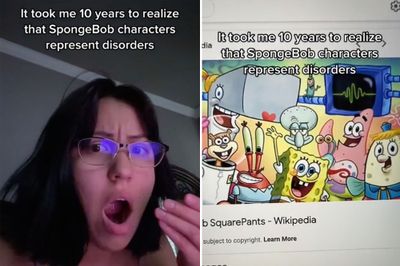 It took me 10 years to realize
that SpongeBob characters
represent disorders
It took me 10 years to realize,
dia
that SpongeBob characters
represent disorders
b SquarePants - Wikipedia
subject to copyright. Learn More